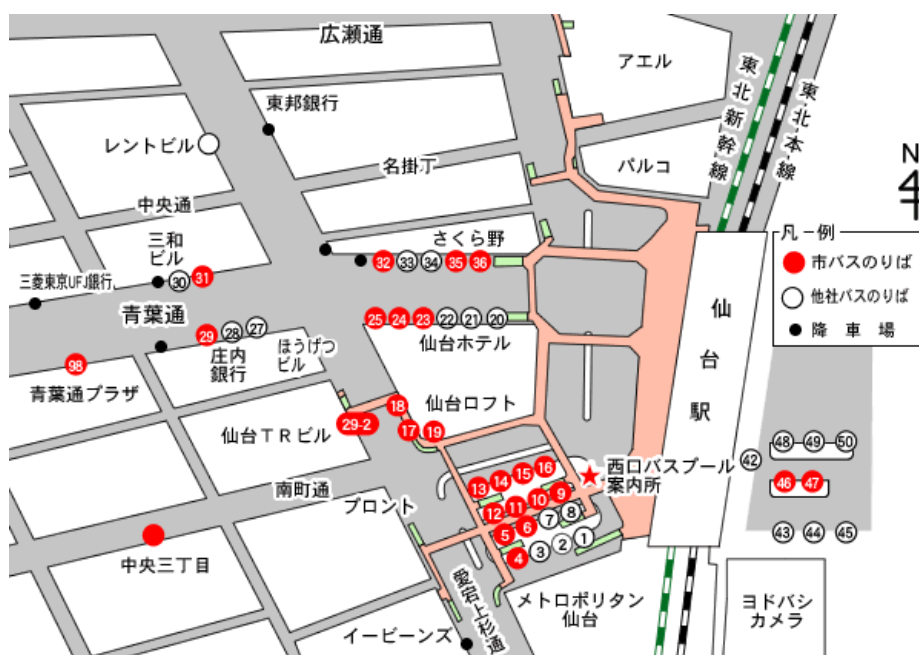 広瀬通
アエル
東邦銀行
東北新幹線
東北本線
レントビル
名掛丁
パルコ
N
中央通
凡－例
三和
ビル
さくら野
市バスのりば
三菱東京UFJ銀行
30
31
32
33
34
35
36
他社バスのりば
青葉通
降車場
仙台駅
25
24
23
22
21
20
29
28
27
仙台ホテル
庄内
銀行
ほうげつ
ビル
98
青葉通プラザ
18
仙台ロフト
29-2
17
19
仙台TRビル
48
49
50
42
西口バスプール
案内所
13
14
15
16
46
47
南町通
プロント
12
11
10
9
5
6
7
8
43
44
45
4
3
2
1
中央三丁目
愛宕上杉通
メトロポリタン
仙台
ヨドバシ
カメラ
イービーンズ